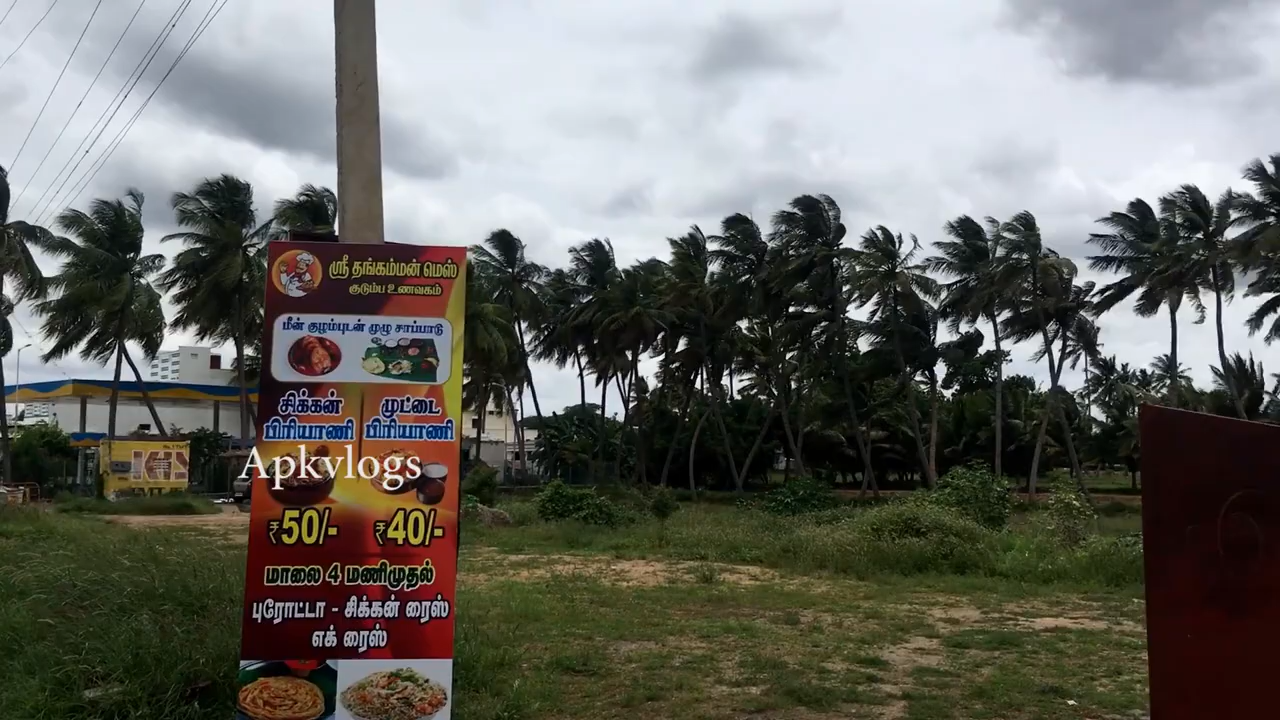 ஸ்ரீ தங்கம்மன் மெஸ்
குடும்ப உணவகம்
மீன் குழம்புடன் முழு சாப்பாடு
சிக்கன் பிரியாணி
முட்டை பிரியாணி
Apkvlogs
₹50/- ₹40/-
மாலை 4 மணிமுதல்
புரோட்டா - சிக்கன் ரைஸ்
எக் ரைஸ்